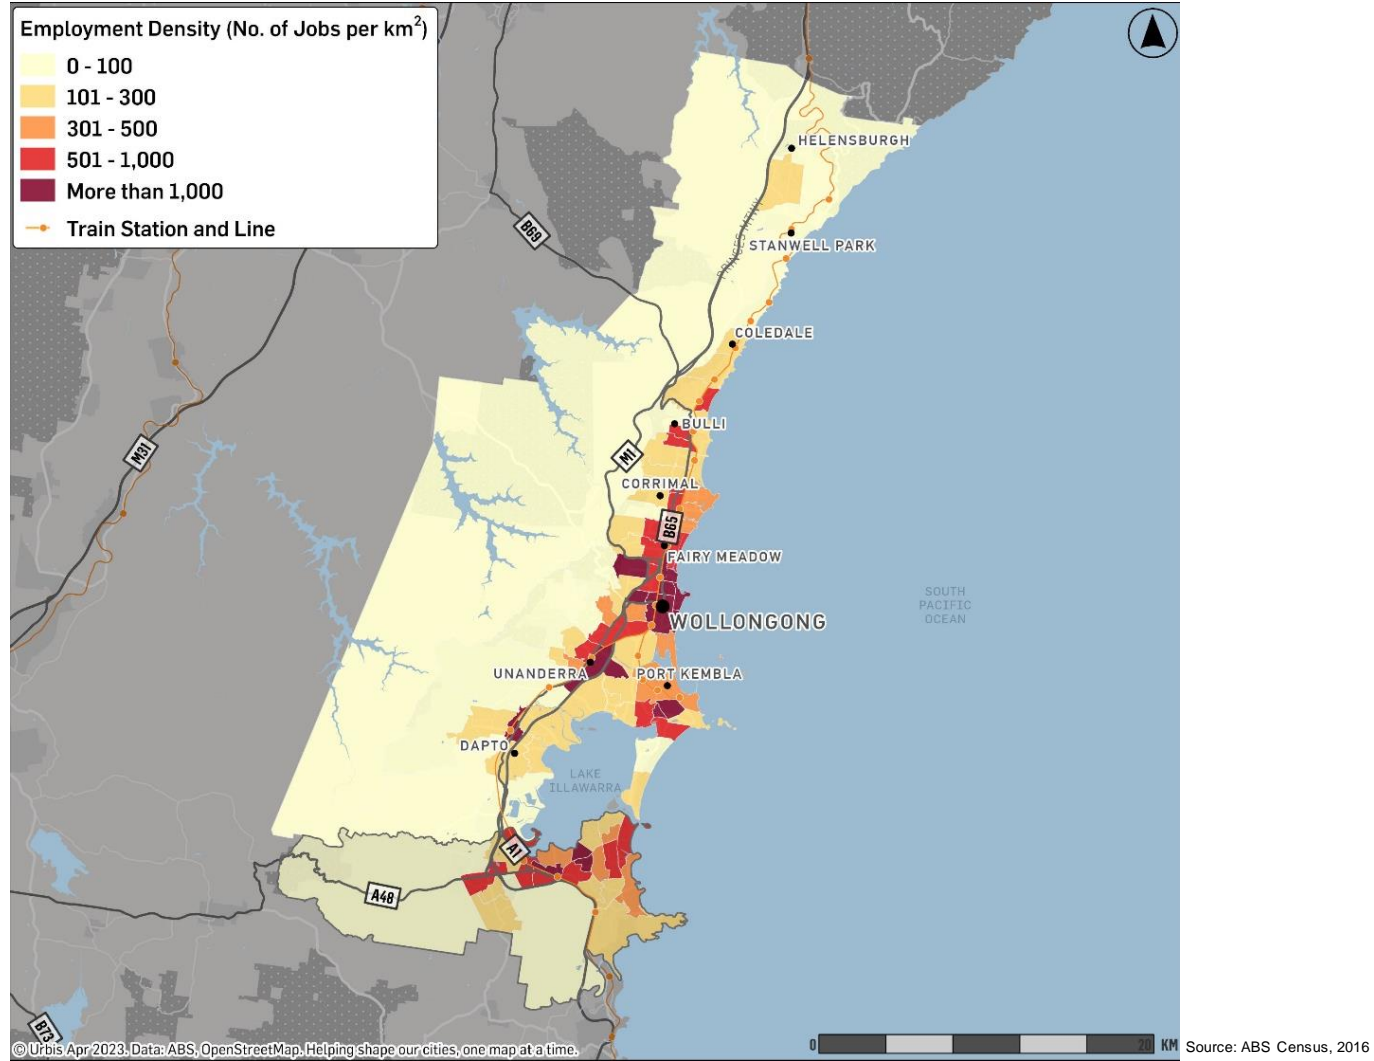 Employment Density (No. of Jobs per km²)
0 - 100
101 - 300
301 - 500
501 - 1,000
More than 1,000
Train Station and Line
HELENSBURGH
B69
PRINCES MTWY
STANWELL PARK
COLEDALE
BULLI
M31
M1
CORRIMAL
B65
FAIRY MEADOW
SOUTH
PACIFIC
OCEAN
WOLLONGONG
UNANDERRA
PORT KEMBLA
DAPTO
LAKE
ILLAWARRA
A1
A48
B73
0
20 KM
© Urbis Apr 2023. Data: ABS, OpenStreetMap. Helping shape our cities, one map at a time.
Source: ABS Census, 2016